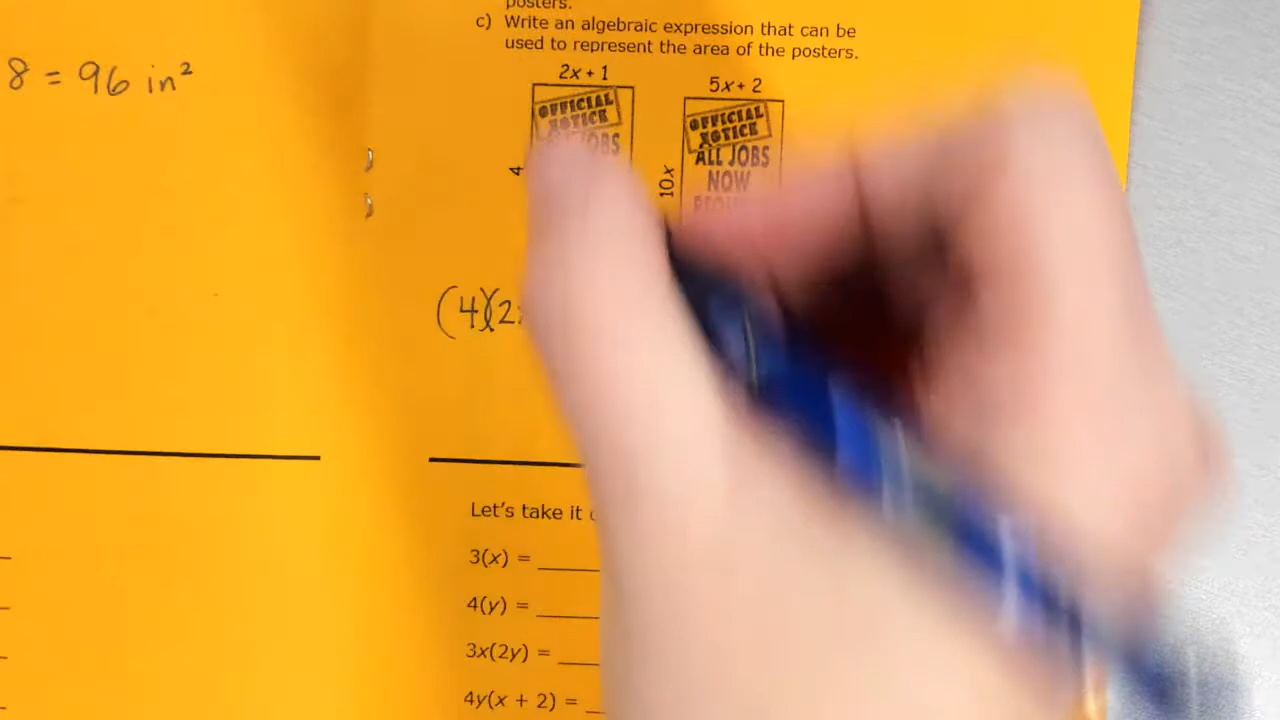 posters.
8 = 96 in²
c) Write an algebraic expression that can be
used to represent the area of the posters.
2x + 1
5x + 2
OFFICIAL
NOTICE
JOBS
4
OFFICIAL
NOTICE
ALL JOBS
NOW
10x
(4)(2
Let's take it
3(x) =
4(y) =
3x(2y) =
4y(x + 2) =